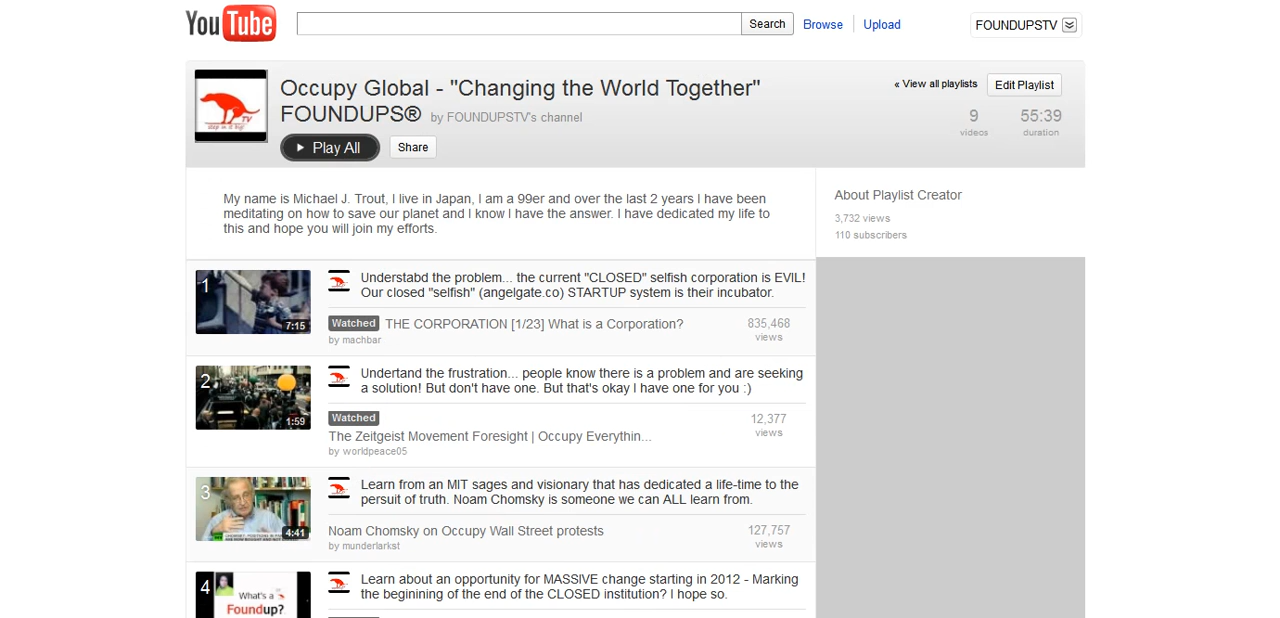 YouTube
Search
Browse
Upload
FOUNDUPSTV
Occupy Global - "Changing the World Together"
FOUNDUPS® by FOUNDUPSTV's channel
Play All
Share
« View all playlists
Edit Playlist
9
videos
55:39
duration
My name is Michael J. Trout, I live in Japan, I am a 99er and over the last 2 years I have been
meditating on how to save our planet and I know I have the answer. I have dedicated my life to
this and hope you will join my efforts.
About Playlist Creator
3,732 views
110 subscribers
1
7:15
Understabd the problem... the current "CLOSED" selfish corporation is EVIL!
Our closed "selfish" (angelgate.co) STARTUP system is their incubator.
Watched THE CORPORATION [1/23] What is a Corporation?
by machbar
835,468
views
2
1:59
Undertand the frustration... people know there is a problem and are seeking
a solution! But don't have one. But that's okay I have one for you :)
Watched
The Zeitgeist Movement Foresight | Occupy Everythin...
by worldpeace05
12,377
views
3
4:41
Learn from an MIT sages and visionary that has dedicated a life-time to the
persuit of truth. Noam Chomsky is someone we can ALL learn from.
Noam Chomsky on Occupy Wall Street protests
by munderlarkst
127,757
views
4
What's a
Foundup?
Learn about an opportunity for MASSIVE change starting in 2012 - Marking
the beginining of the end of the CLOSED institution? I hope so.